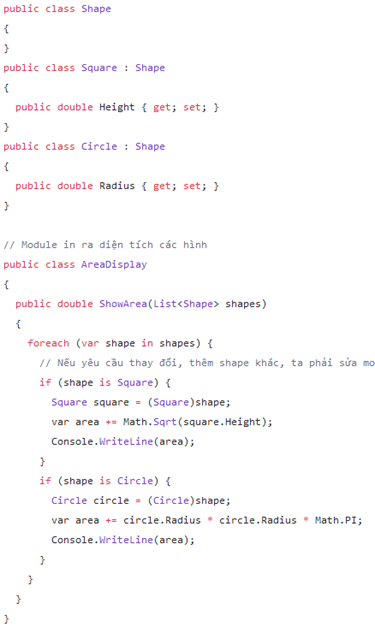 public class Shape
{
}
public class Square : Shape
{
  public double Height { get; set; }
}
public class Circle : Shape
{
  public double Radius { get; set; }
}

// Module in ra diện tích các hình
public class AreaDisplay
{
  public double ShowArea(List<Shape> shapes)
  {
    foreach (var shape in shapes) {
      // Nếu yêu cầu thay đổi, thêm shape khác, ta phải sửa mo
      if (shape is Square) {
        Square square = (Square)shape;
        var area += Math.Sqrt(square.Height);
        Console.WriteLine(area);
      }
      if (shape is Circle) {
        Circle circle = (Circle)shape;
        var area += circle.Radius * circle.Radius * Math.PI;
        Console.WriteLine(area);
      }
    }
  }
}